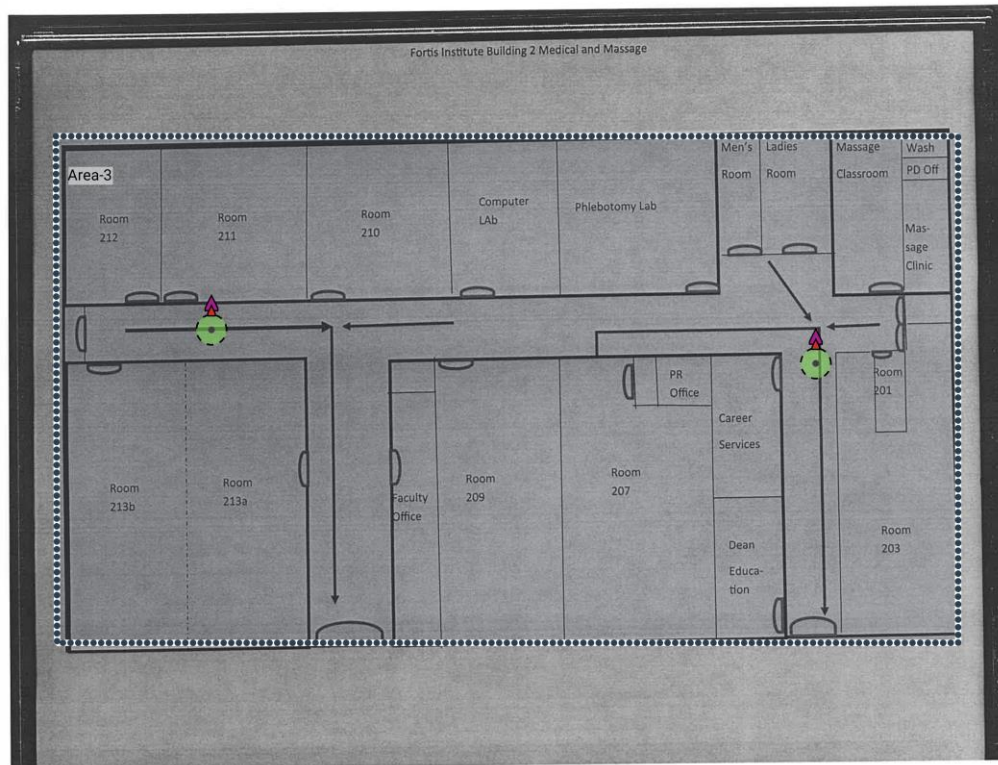 Fortis Institute Building 2 Medical and Massage
Area-3
Men's
Room
Ladies
Room
Massage
Classroom
Wash
PD Off
Mas-
sage
Clinic
Room
212
Room
211
Room
210
Computer
LAb
Phlebotomy Lab
Room
213b
Room
213a
Faculty
Office
Room
209
Room
207
PR
Office
Career
Services
Dean
Educa-
tion
Room
201
Room
203